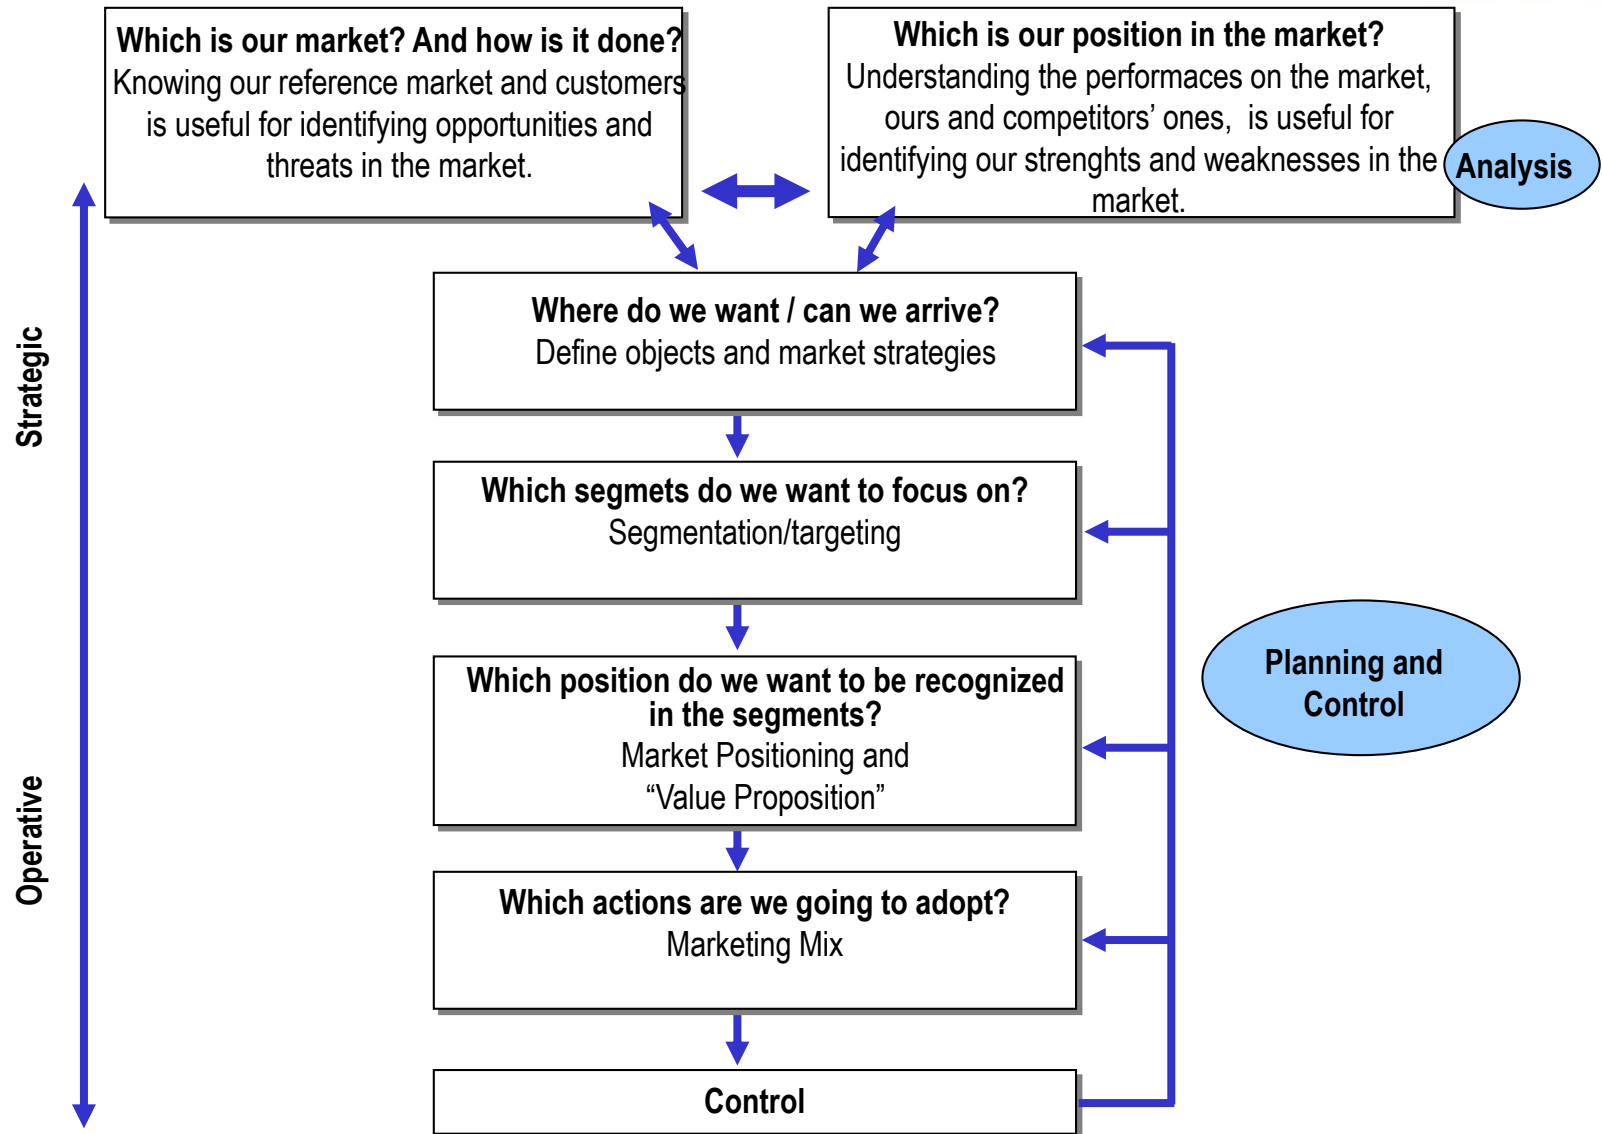 Which is our market? And how is it done?
Knowing our reference market and customers
is useful for identifying opportunities and
threats in the market.
Which is our position in the market?
Understanding the performaces on the market,
ours and competitors’ ones,  is useful for
identifying our strenghts and weaknesses in the
market.
Analysis
Strategic
Where do we want / can we arrive?
Define objects and market strategies
Which segmets do we want to focus on?
Segmentation/targeting
Planning and
Control
Which position do we want to be recognized
in the segments?
Market Positioning and
“Value Proposition”
Operative
Which actions are we going to adopt?
Marketing Mix
Control